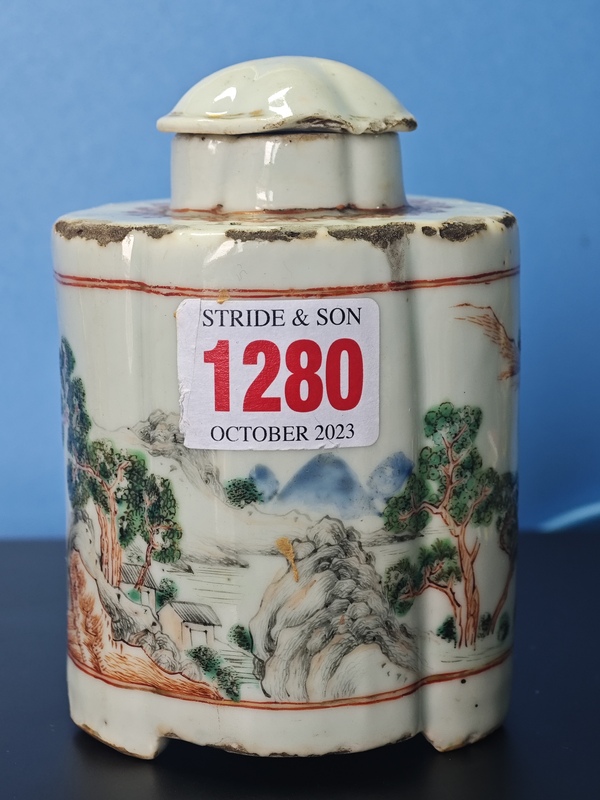 STRIDE & SON
1280
OCTOBER 2023